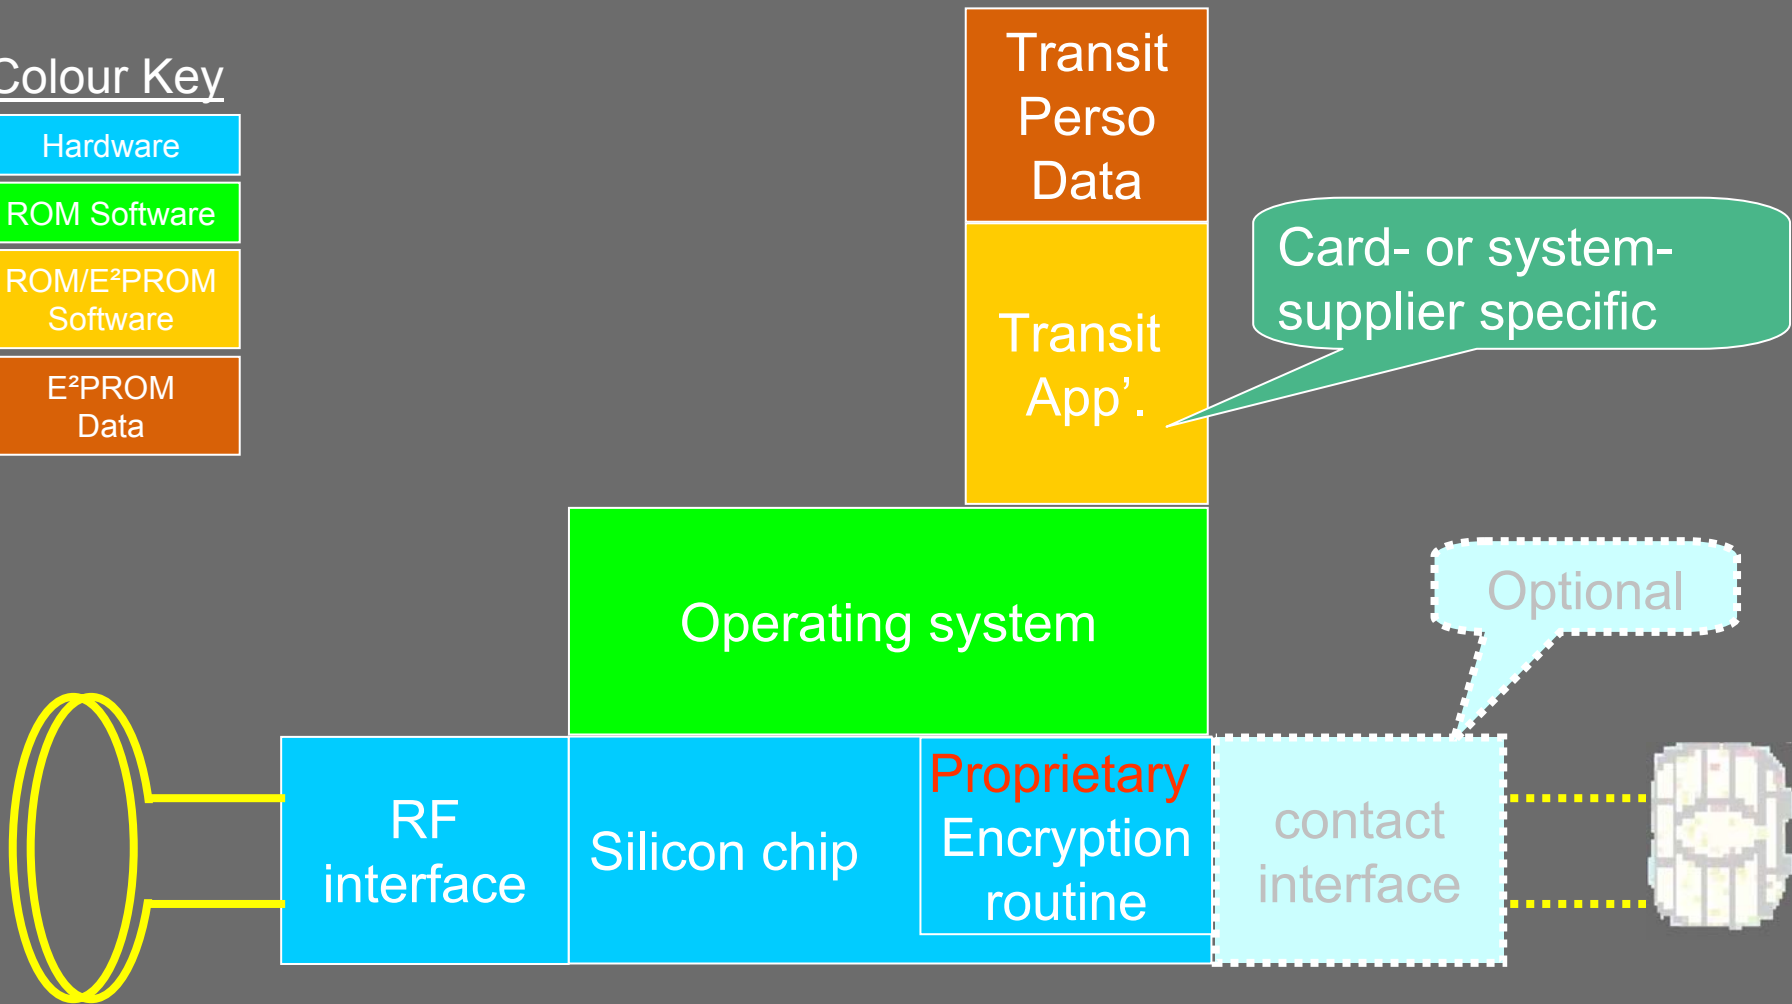 Colour Key
Hardware
ROM Software
ROM/E²PROM
Software
E²PROM
Data
Transit
Perso
Data
Transit
App’.
Card- or system-
supplier specific
Operating system
Optional
RF
interface
Silicon chip
Proprietary
Encryption
routine
contact
interface